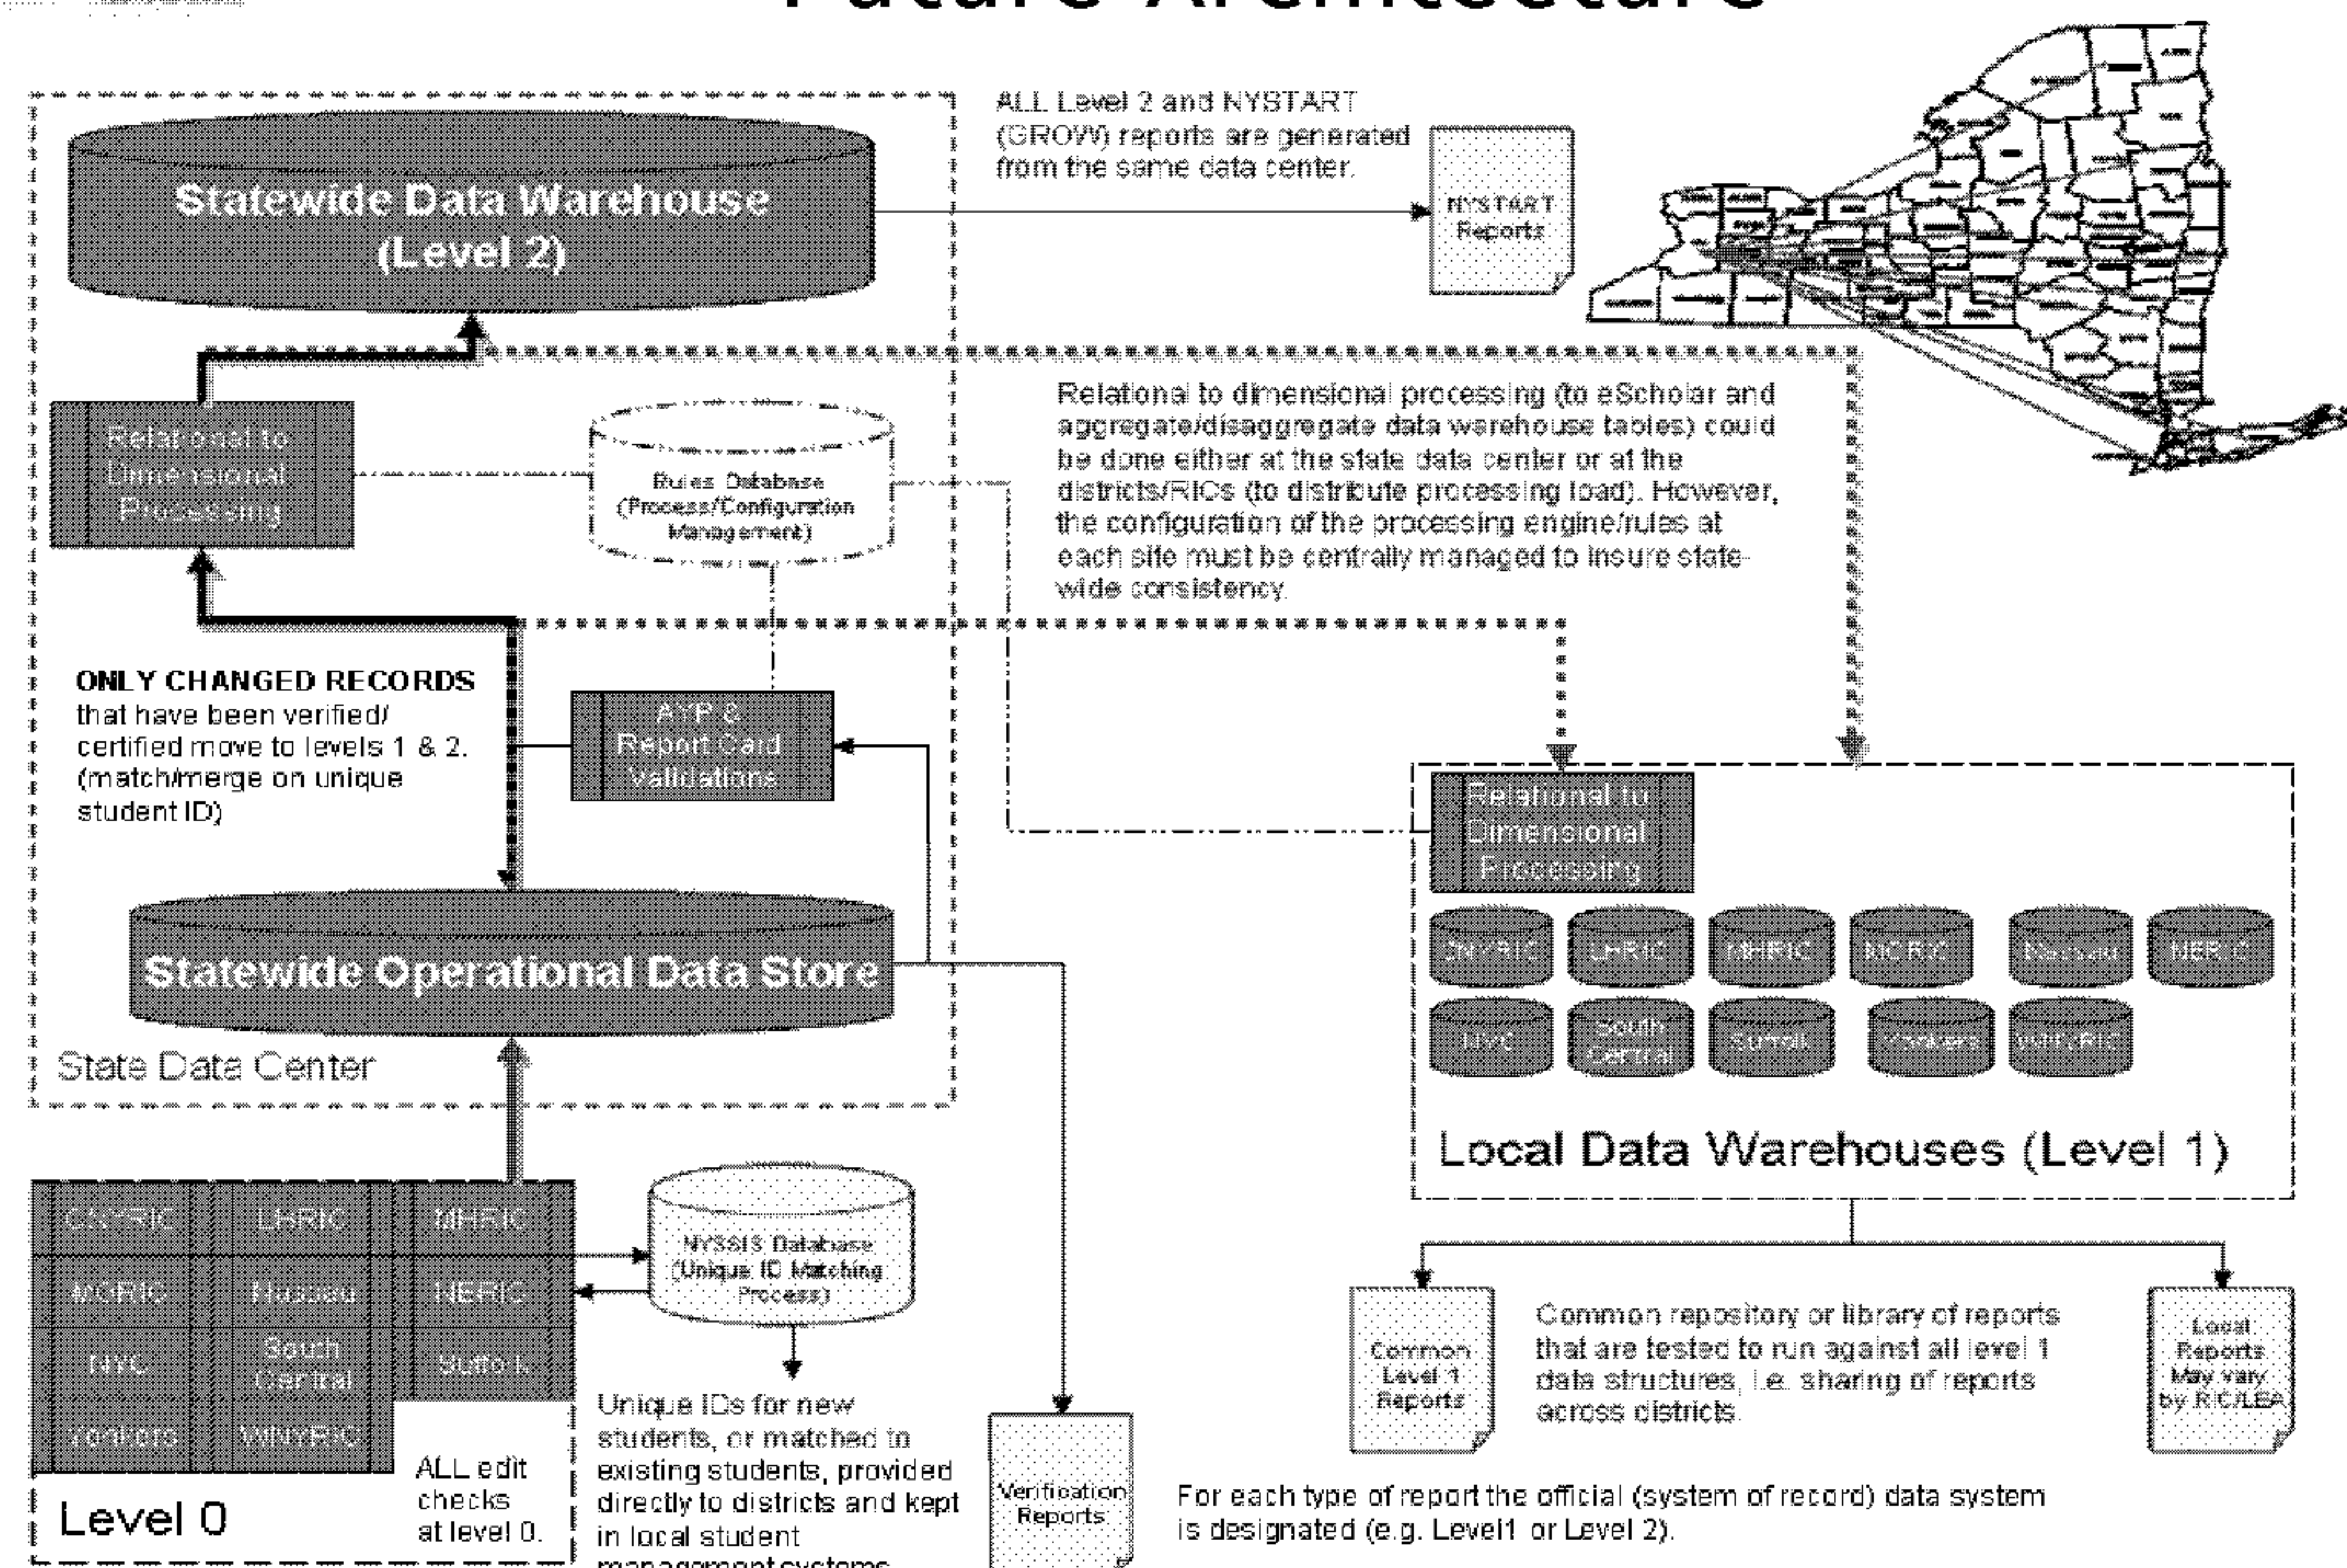 Future Architecture
ALL Level 2 and NYSTART
(GROW) reports are generated
from the same data center.
Statewide Data Warehouse
(Level 2)
NYSTART
Reports
Relational to
Dimensional
Processing
Rules Database
(Process/Configuration
Management)
Relational to dimensional processing (to eScholar and
aggregate/disaggregate data warehouse tables) could
be done either at the state data center or at the
districts/RICs (to distribute processing load). However,
the configuration of the processing engine/rules at
each site must be centrally managed to insure state-
wide consistency.
ONLY CHANGED RECORDS
that have been verified/
certified move to levels 1 & 2.
(match/merge on unique
student ID)
AYP &
Report Card
Validations
Relational to
Dimensional
Processing
CNYRIC
LHRIC
MHRIC
MORIC
Nassau
NERIC
NYC
South
Central
Suffolk
Yonkers
WNYRIC
Local Data Warehouses (Level 1)
Statewide Operational Data Store
State Data Center
CNYRIC
LHRIC
MHRIC
MORIC
Nassau
NERIC
NYC
South
Central
Suffolk
Yonkers
WNYRIC
Level 0
ALL edit
checks
at level 0.
NYSSIS Database
(Unique ID Matching
Process)
Unique IDs for new
students, or matched to
existing students, provided
directly to districts and kept
in local student
management systems
Verification
Reports
Common
Level 1
Reports
Common repository or library of reports
that are tested to run against all level 1
data structures, i.e. sharing of reports
across districts.
Local
Reports
May vary
by RIC/LEA
For each type of report the official (system of record) data system
is designated (e.g. Level1 or Level 2).